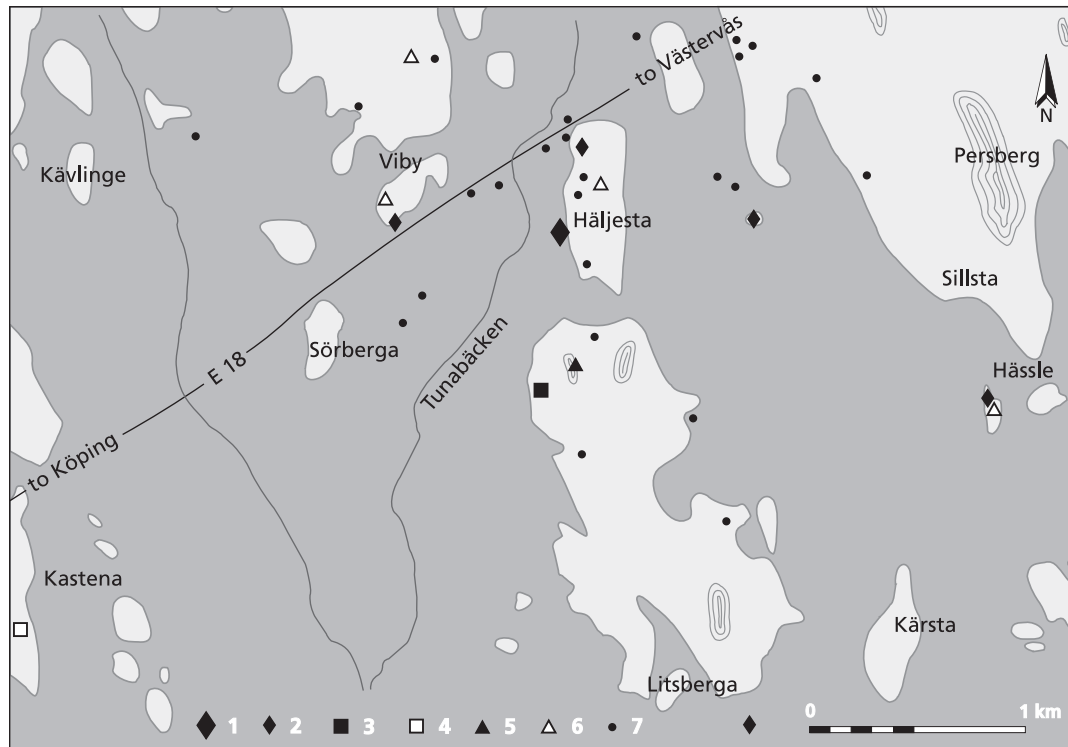 to Västervås
N
Viby
Kävlinge
Persberg
Häljesta
Sillsta
Sörberga
Tunabäcken
E 18
Hässle
to Köping
Kastena
Kärsta
Litsberga
1 2 3 4 5 6 7
0 1 km